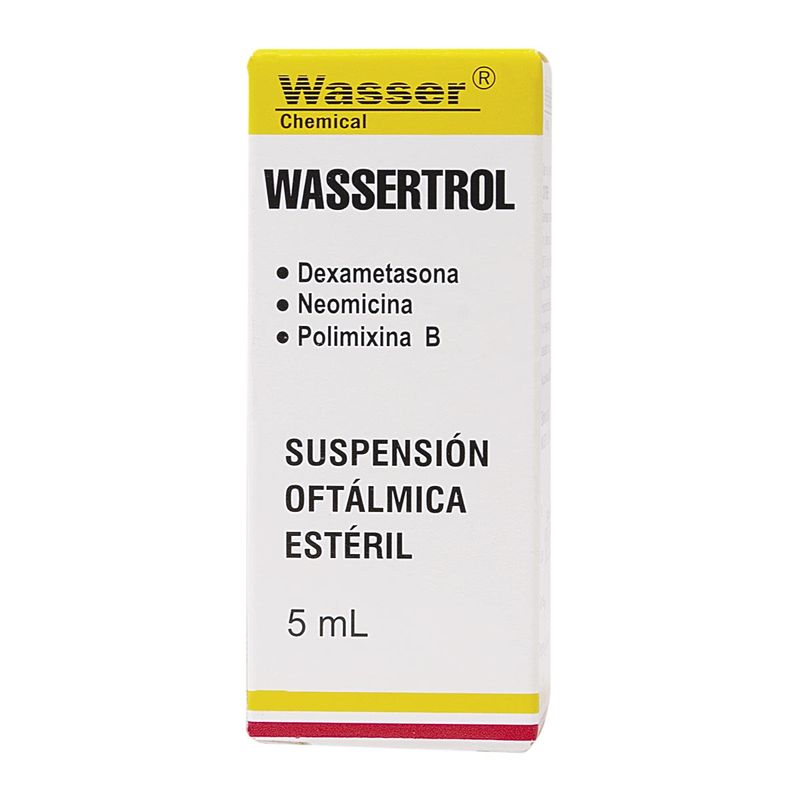 Wasser®
Chemical
WASSERTROL
• Dexametasona
• Neomicina
• Polimixina B
SUSPENSIÓN
OFTÁLMICA
ESTÉRIL
5 mL